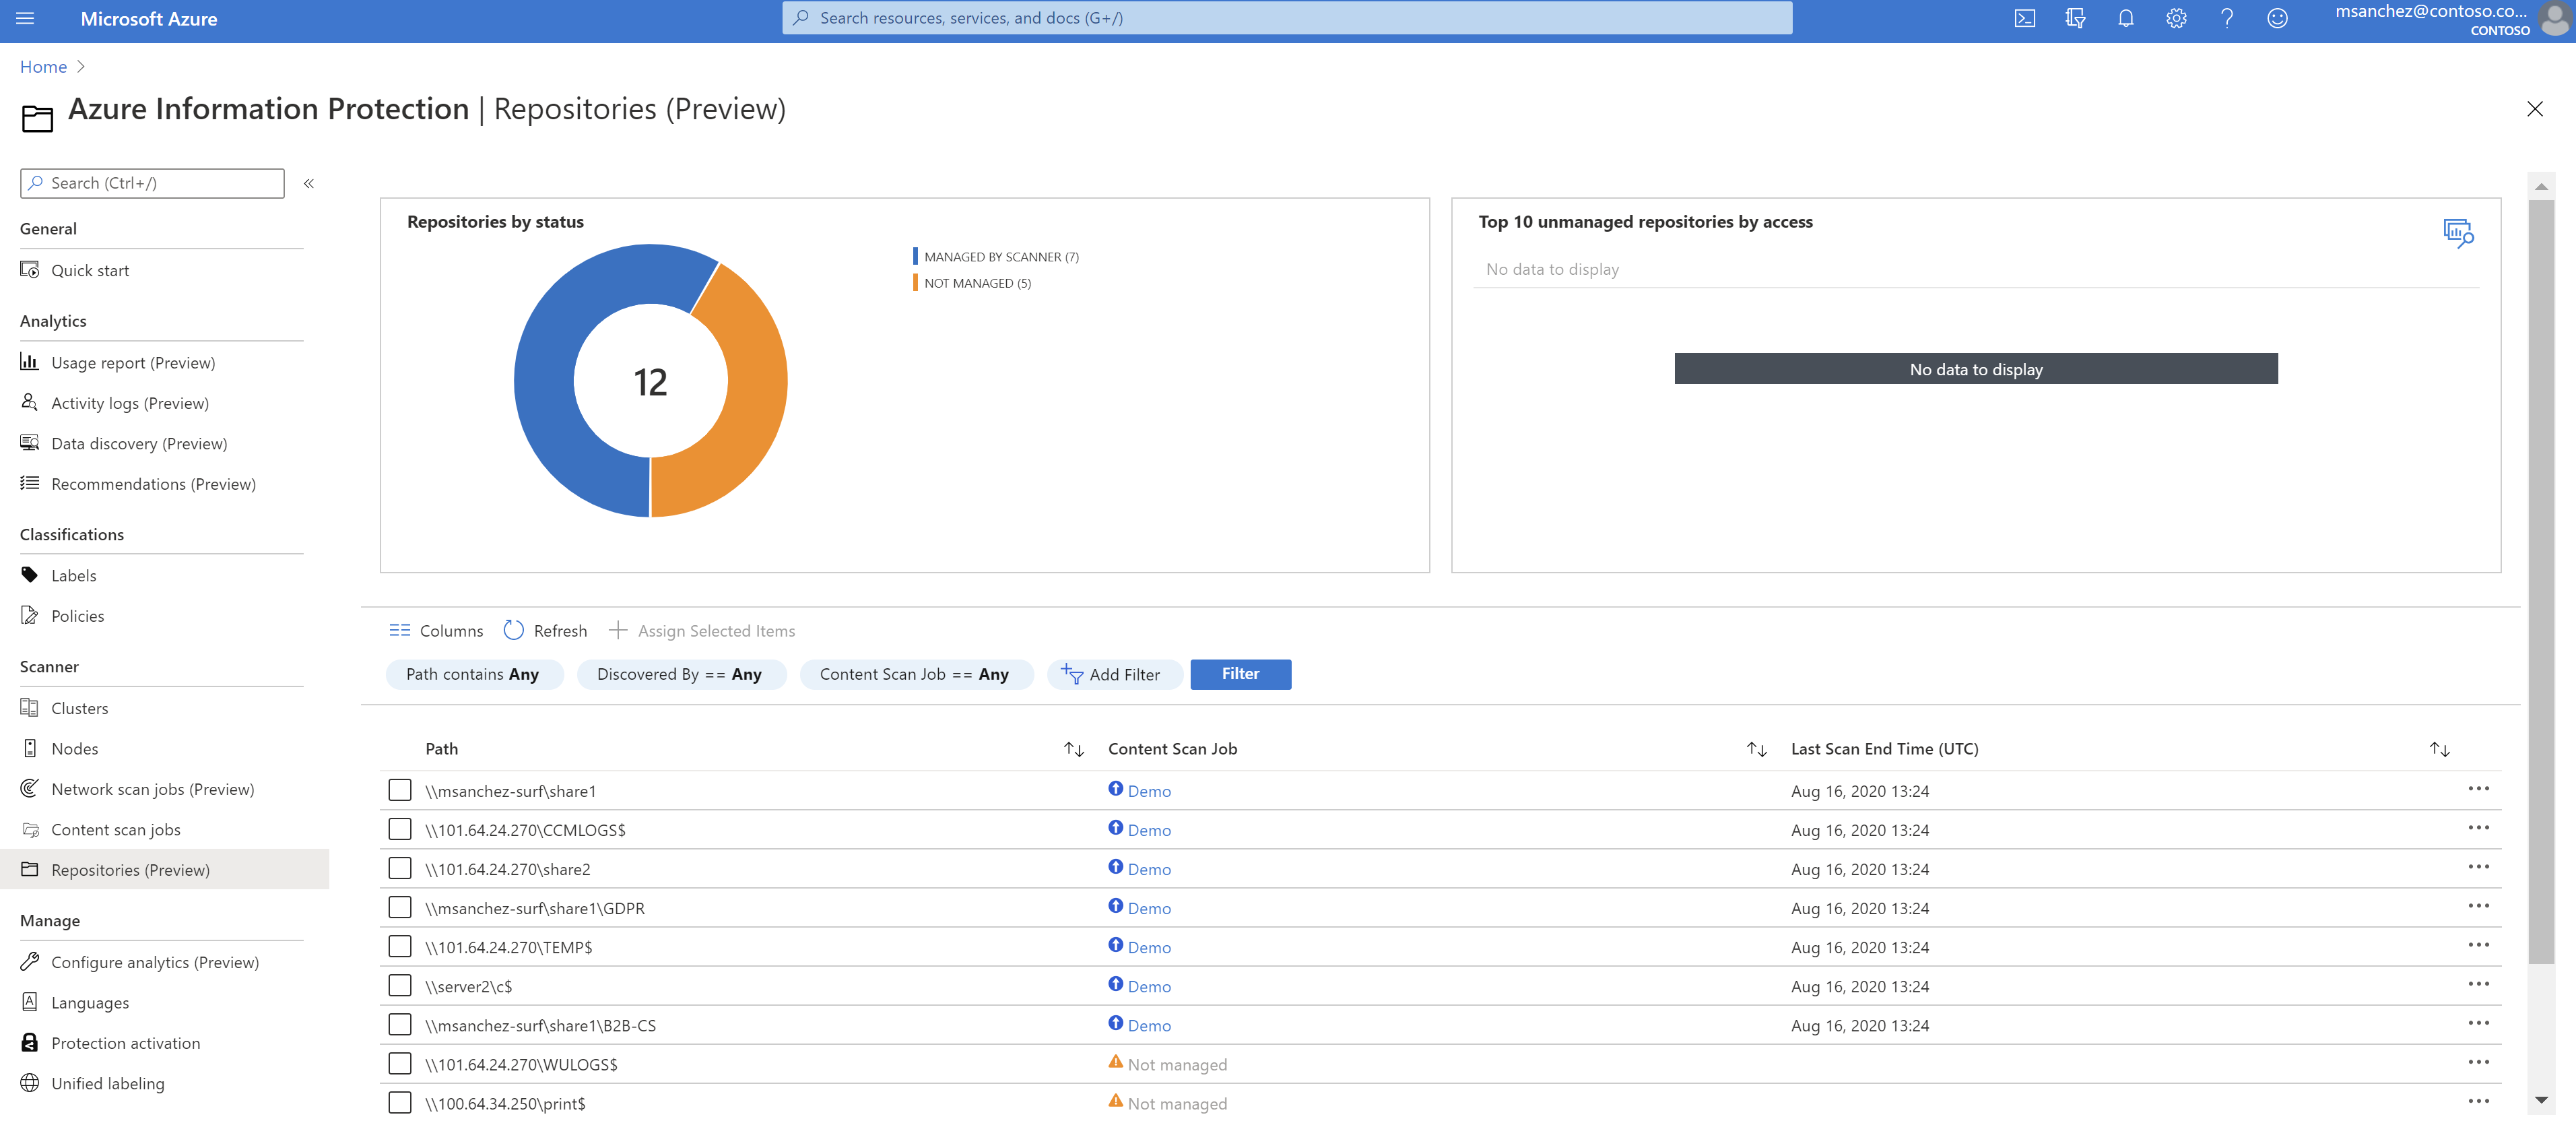 Microsoft Azure
Search resources, services, and docs (G+/)
msanchez@contoso.co...
CONTOSO
Home
Azure Information Protection | Repositories (Preview)
Search (Ctrl+/)
«
General
Quick start
Analytics
Usage report (Preview)
Activity logs (Preview)
Data discovery (Preview)
Recommendations (Preview)
Classifications
Labels
Policies
Scanner
Clusters
Nodes
Network scan jobs (Preview)
Content scan jobs
Repositories (Preview)
Manage
Configure analytics (Preview)
Languages
Protection activation
Unified labeling
Repositories by status
12
MANAGED BY SCANNER (7)
NOT MANAGED (5)
Top 10 unmanaged repositories by access
No data to display
No data to display
Columns Refresh Assign Selected Items
Path contains Any Discovered By == Any Content Scan Job == Any Add Filter Filter
Path Content Scan Job Last Scan End Time (UTC)
\\msanchez-surf\share1 Demo Aug 16, 2020 13:24
\\101.64.24.270\CCMLOGS$ Demo Aug 16, 2020 13:24
\\101.64.24.270\share2 Demo Aug 16, 2020 13:24
\\msanchez-surf\share1\GDPR Demo Aug 16, 2020 13:24
\\101.64.24.270\TEMP$ Demo Aug 16, 2020 13:24
\\server2\c$ Demo Aug 16, 2020 13:24
\\msanchez-surf\share1\B2B-CS Demo Aug 16, 2020 13:24
\\101.64.24.270\WULOGS$ Not managed
\\100.64.34.250\print$ Not managed